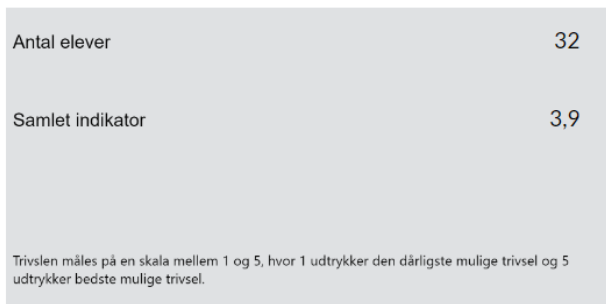 Antal elever 32
Samlet indikator 3,9
Trivslen måles på en skala mellem 1 og 5, hvor 1 udtrykker den dårligste mulige trivsel og 5
udtrykker bedste mulige trivsel.